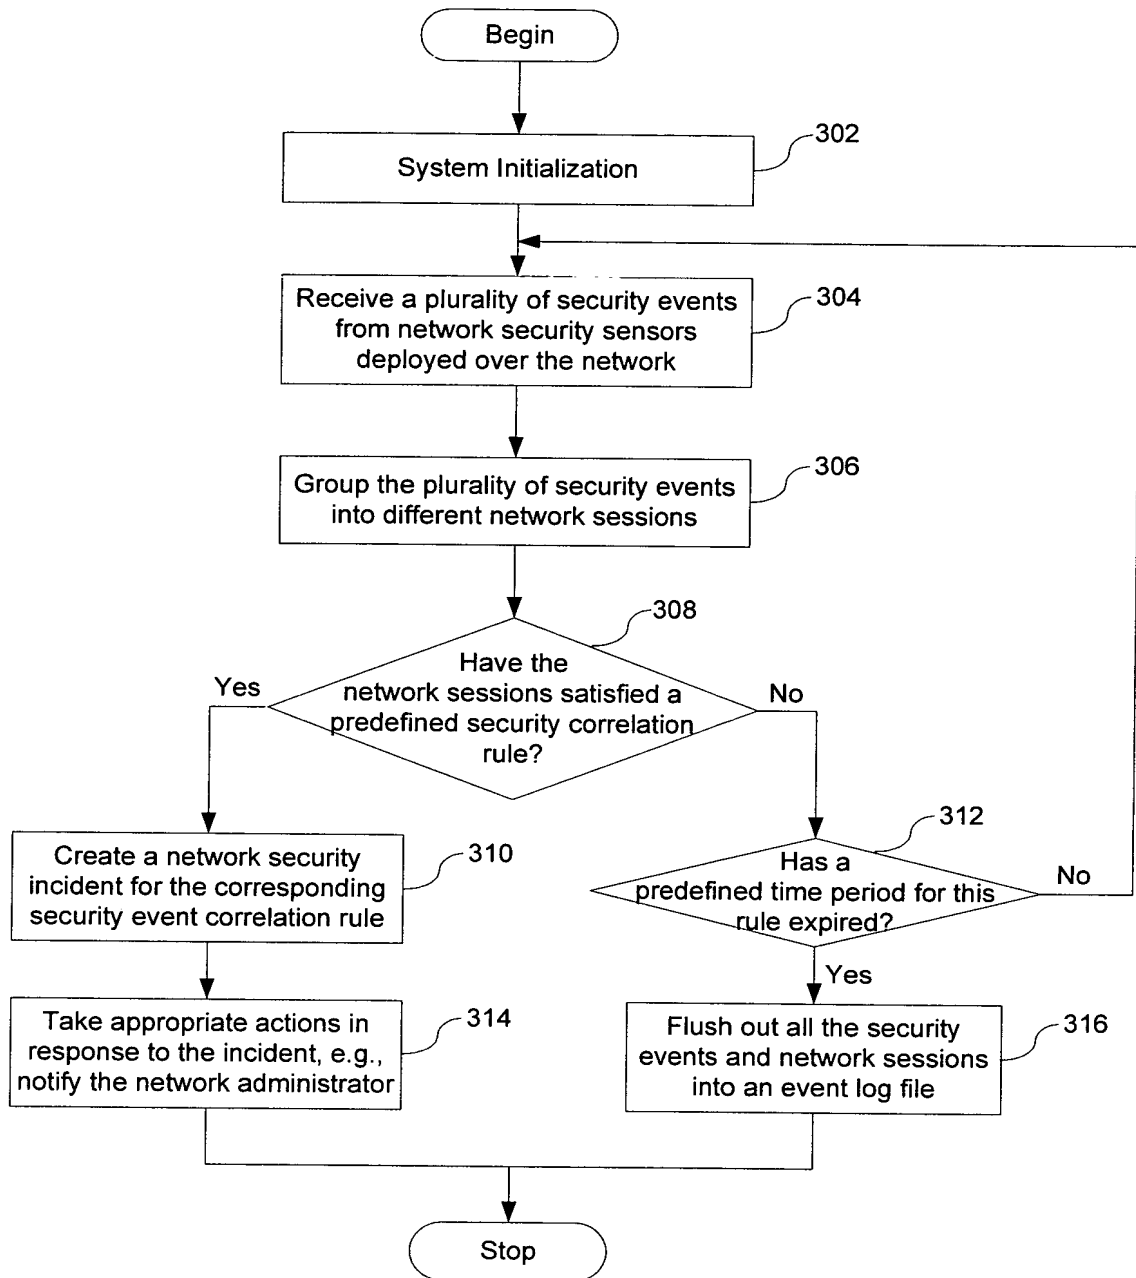 Begin
302
System Initialization
304
Receive a plurality of security events
from network security sensors
deployed over the network
306
Group the plurality of security events
into different network sessions
308
Have the
network sessions satisfied a
predefined security correlation
rule?
Yes
No
310
Create a network security
incident for the corresponding
security event correlation rule
312
Has a
predefined time period for this
rule expired?
No
Yes
314
Take appropriate actions in
response to the incident, e.g.,
notify the network administrator
316
Flush out all the security
events and network sessions
into an event log file
Stop